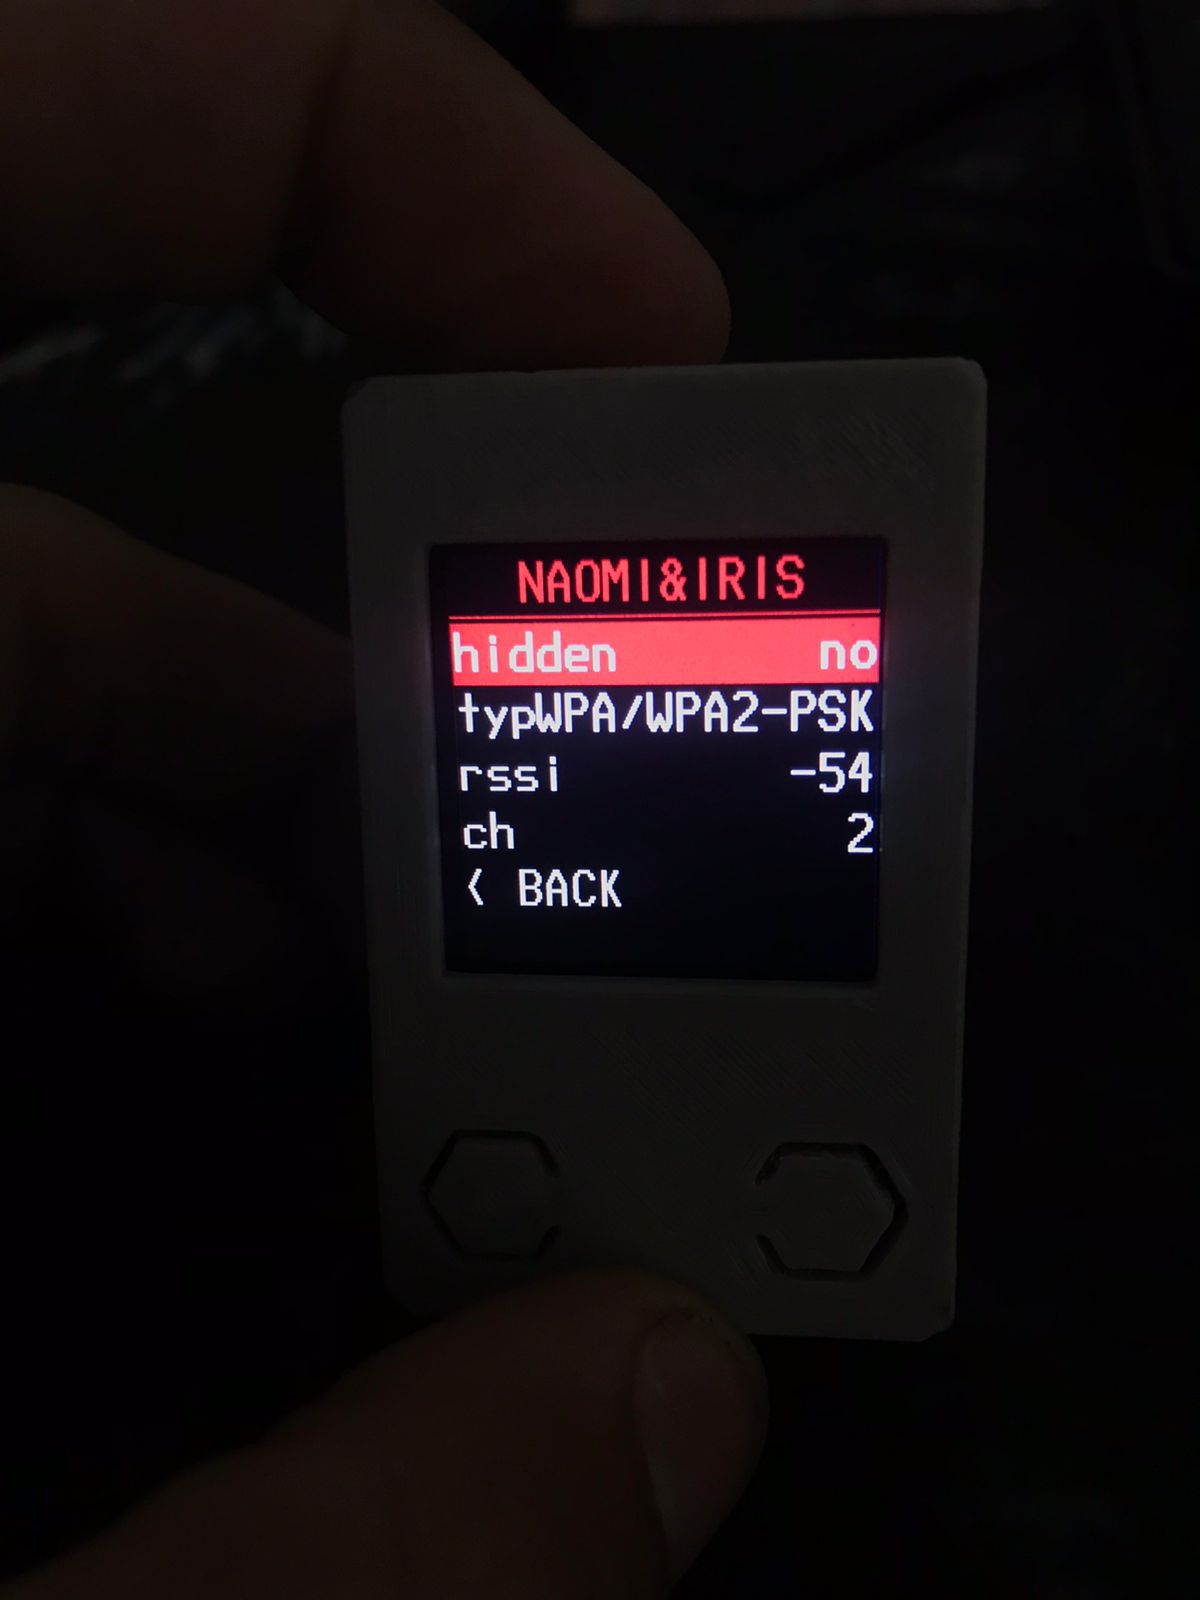 NAOMI&IRIS
hidden no
typWPA/WPA2-PSK
rssi -54
ch 2
< BACK